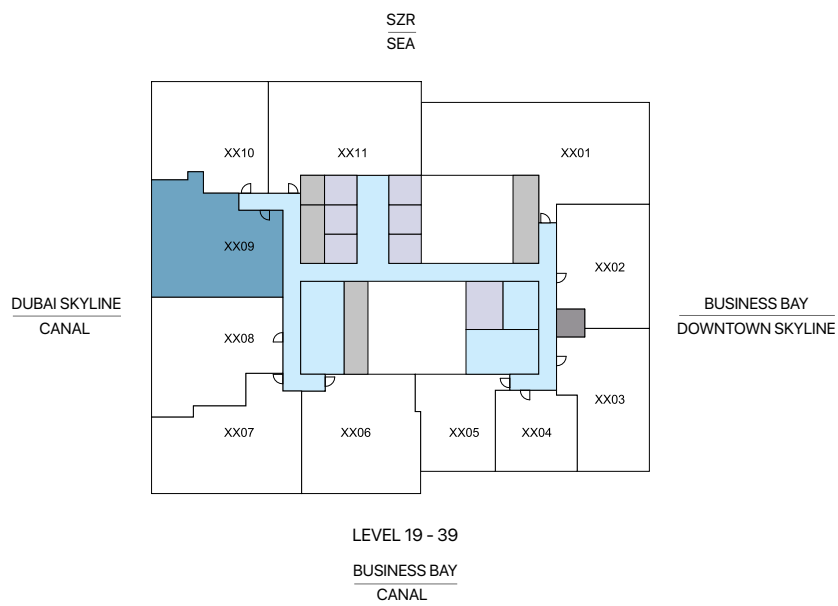 SZR
SEA
XX10
XX11
XX01
XX09
XX02
DUBAI SKYLINE
CANAL
BUSINESS BAY
DOWNTOWN SKYLINE
XX08
XX03
XX07
XX06
XX05
XX04
LEVEL 19 - 39
BUSINESS BAY
CANAL